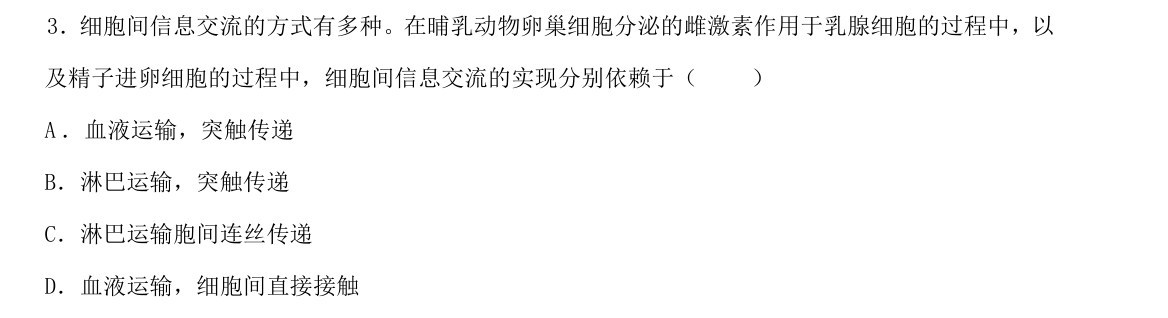 3. 细胞间信息交流的方式有多种。在哺乳动物卵巢细胞分泌的雌激素作用于乳腺细胞的过程中，以
及精子进卵细胞的过程中，细胞间信息交流的实现分别依赖于（　　）
A. 血液运输，突触传递
B. 淋巴运输，突触传递
C. 淋巴运输胞间连丝传递
D. 血液运输，细胞间直接接触